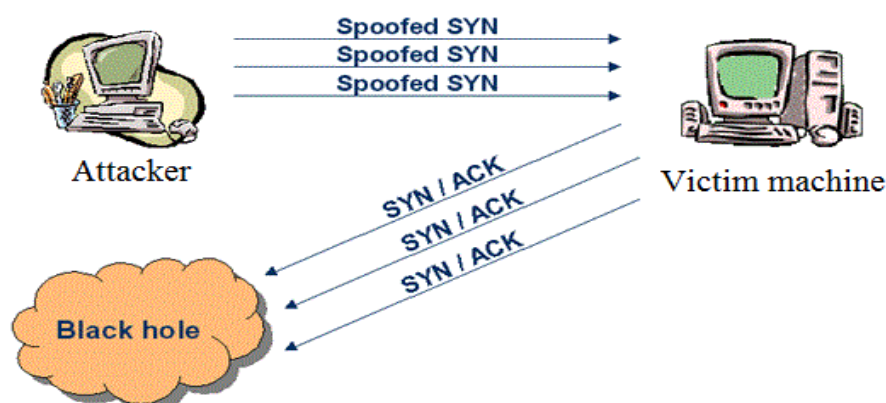 Spoofed SYN
Spoofed SYN
Spoofed SYN
Attacker
Victim machine
SYN / ACK
SYN / ACK
SYN / ACK
Black hole